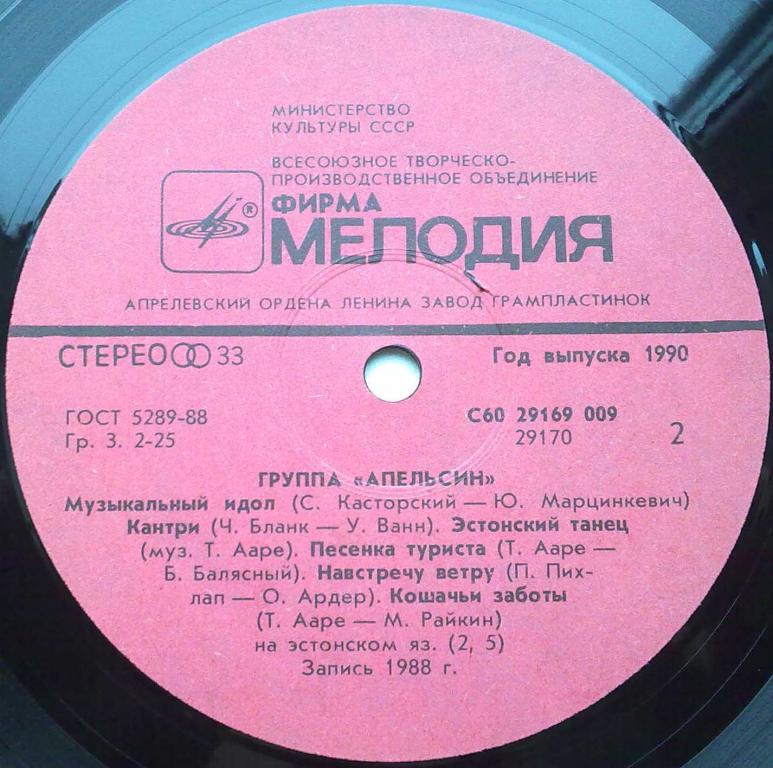 МИНИСТЕРСТВО
КУЛЬТУРЫ СССР
ВСЕСОЮЗНОЕ ТВОРЧЕСКО-
ПРОИЗВОДСТВЕННОЕ ОБЪЕДИНЕНИЕ
®
ФИРМА
МЕЛОДИЯ
АПРЕЛЕВСКИЙ ОРДЕНА ЛЕНИНА ЗАВОД ГРАМПЛАСТИНОК
СТЕРЕО 33 Год выпуска 1990
ГОСТ 5289-88 С60 29169 009
Гр. 3. 2-25 29170 2
ГРУППА «АПЕЛЬСИН»
Музыкальный идол (С. Касторский — Ю. Марцинкевич)
Кантри (Ч. Бланк — У. Ванн). Эстонский танец
(муз. Т. Ааре). Песенка туриста (Т. Ааре —
Б. Балясный). Навстречу ветру (П. Пих-
лап — О. Ардер). Кошачьи заботы
(Т. Ааре — М. Райкин)
на эстонском яз. (2, 5)
Запись 1988 г.